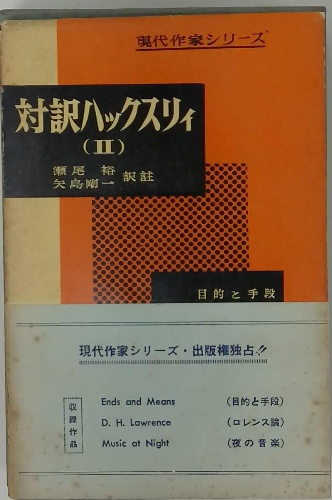 現代作家シリーズ
対訳ハックスリィ
(II)
瀬尾 裕
矢島剛一 訳註
目的と手段
現代作家シリーズ・出版権独占!!
収録作品
Ends and Means (目的と手段)
D. H. Lawrence (ロレンス論)
Music at Night (夜の音楽)